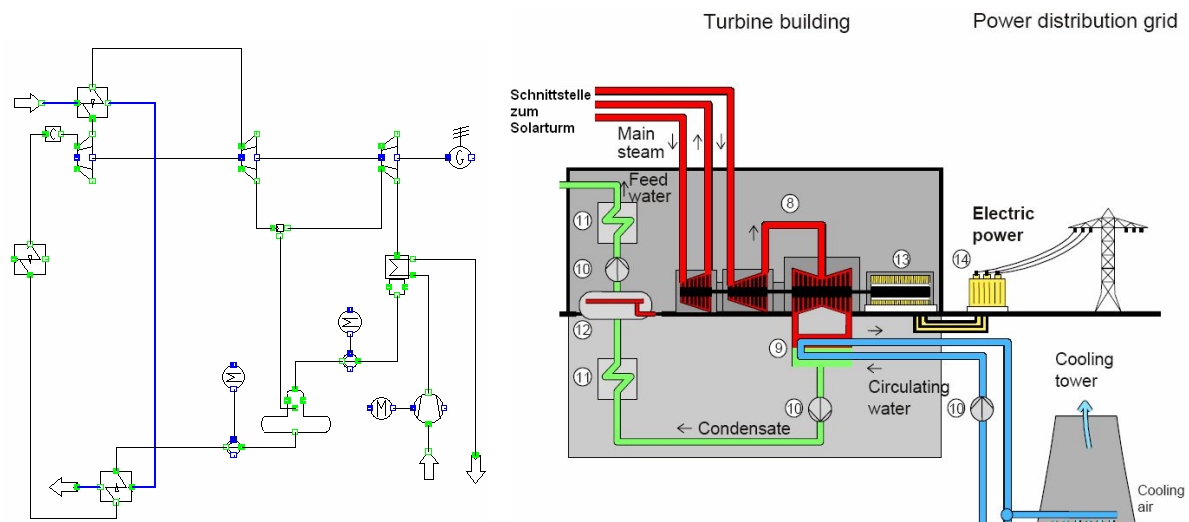 Turbine building
Power distribution grid
Schnittstelle
zum
Solarturm
Main
steam
Feed
water
8
11
10
12
11
9
10
Condensate
Circulating
water
13
14
Electric
power
10
Cooling
tower
Cooling
air
C
G
Σ
M